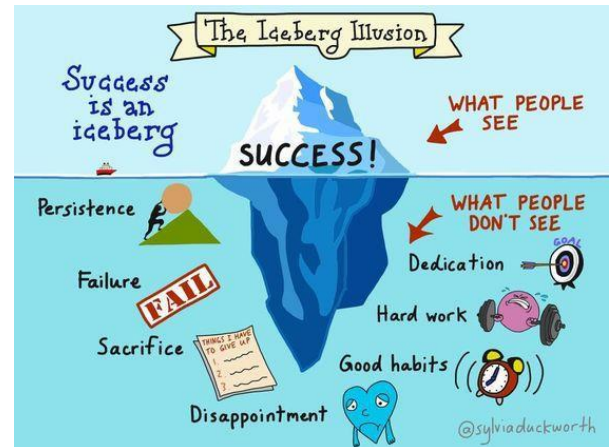 The Iceberg Illusion
Success
is an
iceberg
WHAT PEOPLE
SEE
SUCCESS!
Persistence
WHAT PEOPLE
DON'T SEE
GOAL
Dedication
Failure
FAIL
Hard work
Sacrifice
THINGS I HAVE
TO GIVE UP
1.
2.
3.
Good habits
Disappointment
@sylviaduckworth